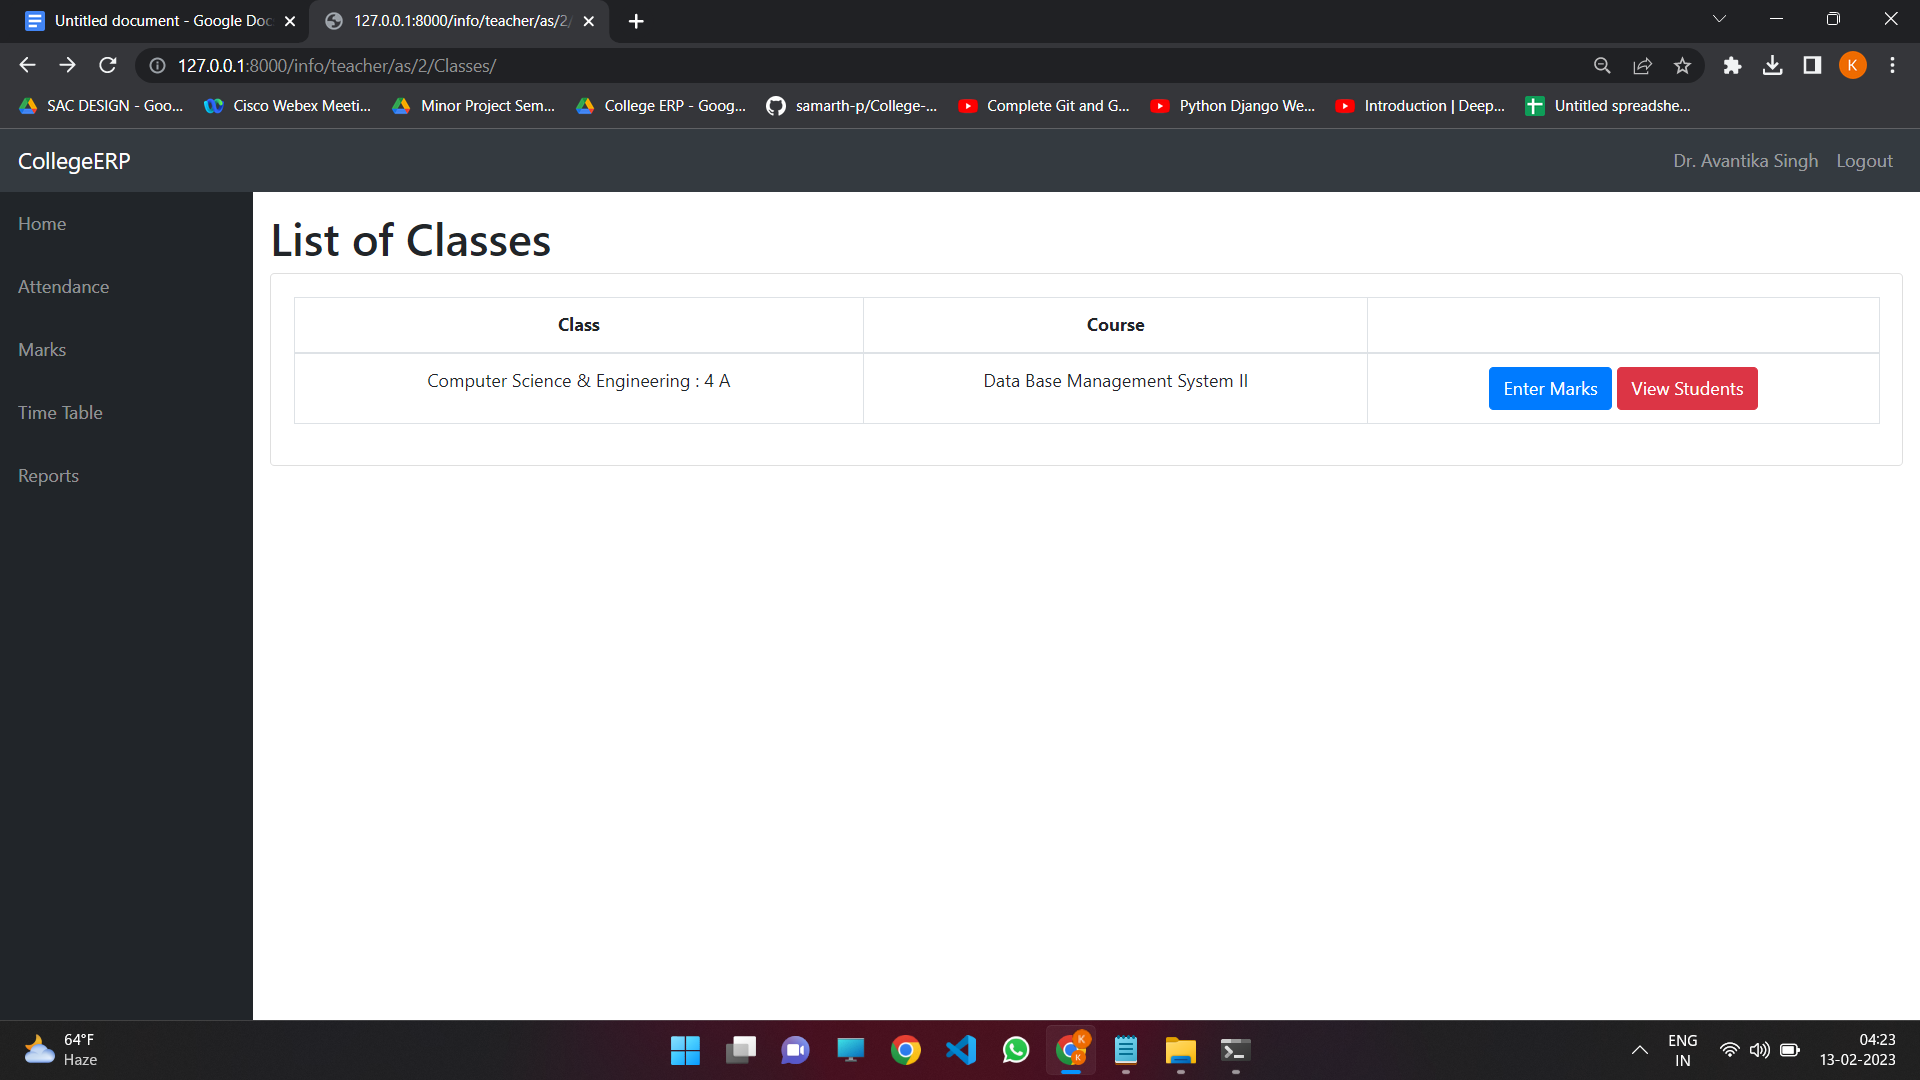 Untitled document - Google Doc
127.0.0.1:8000/info/teacher/as/2/
127.0.0.1:8000/info/teacher/as/2/Classes/
K
SAC DESIGN - Goo...
Cisco Webex Meeti...
Minor Project Sem...
College ERP - Goog...
samarth-p/College-...
Complete Git and G...
Python Django We...
Introduction | Deep...
Untitled spreadshe...
CollegeERP
Dr. Avantika Singh
Logout
Home
Attendance
Marks
Time Table
Reports
List of Classes
Class
Course
Computer Science & Engineering : 4 A
Data Base Management System II
Enter Marks
View Students
64°F
Haze
K
K
ENG
IN
04:23
13-02-2023